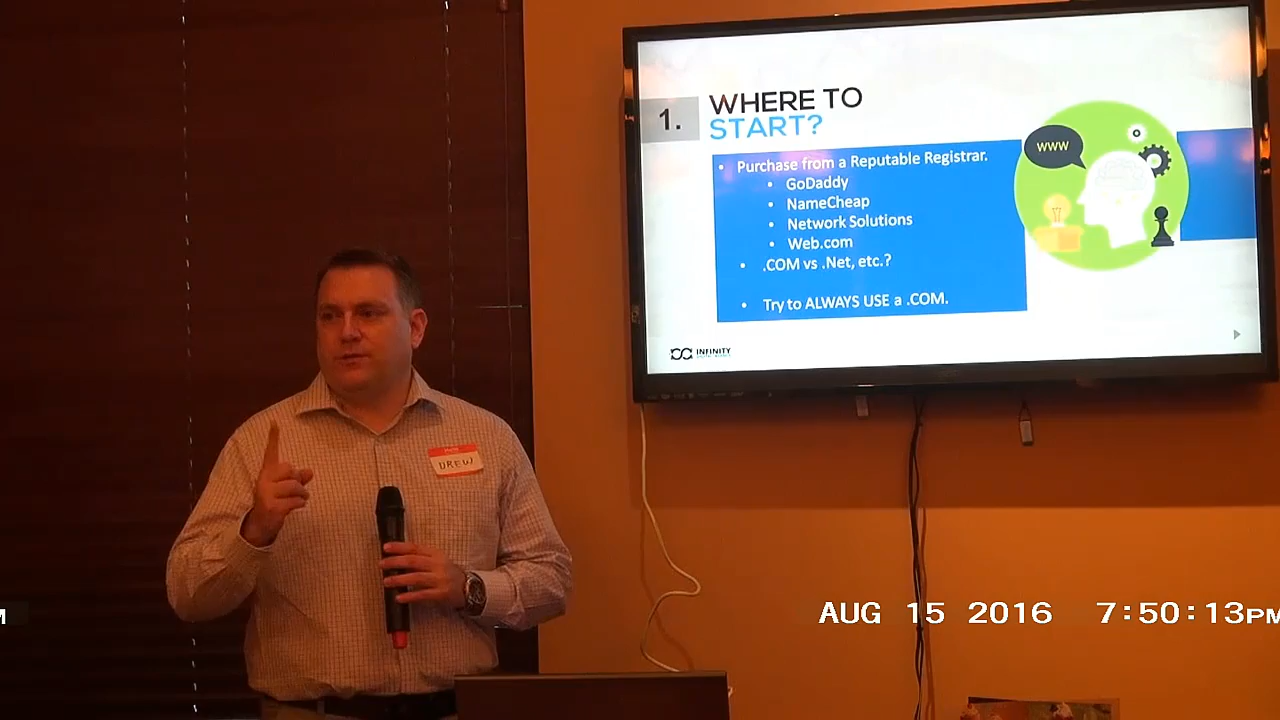 1.
WHERE TO
START?
• Purchase from a Reputable Registrar.
• GoDaddy
• NameCheap
• Network Solutions
• Web.com
• .COM vs .Net, etc.?
• Try to ALWAYS USE a .COM.
www
INFINITY
DREW
M
AUG 15 2016 7:50:13PM